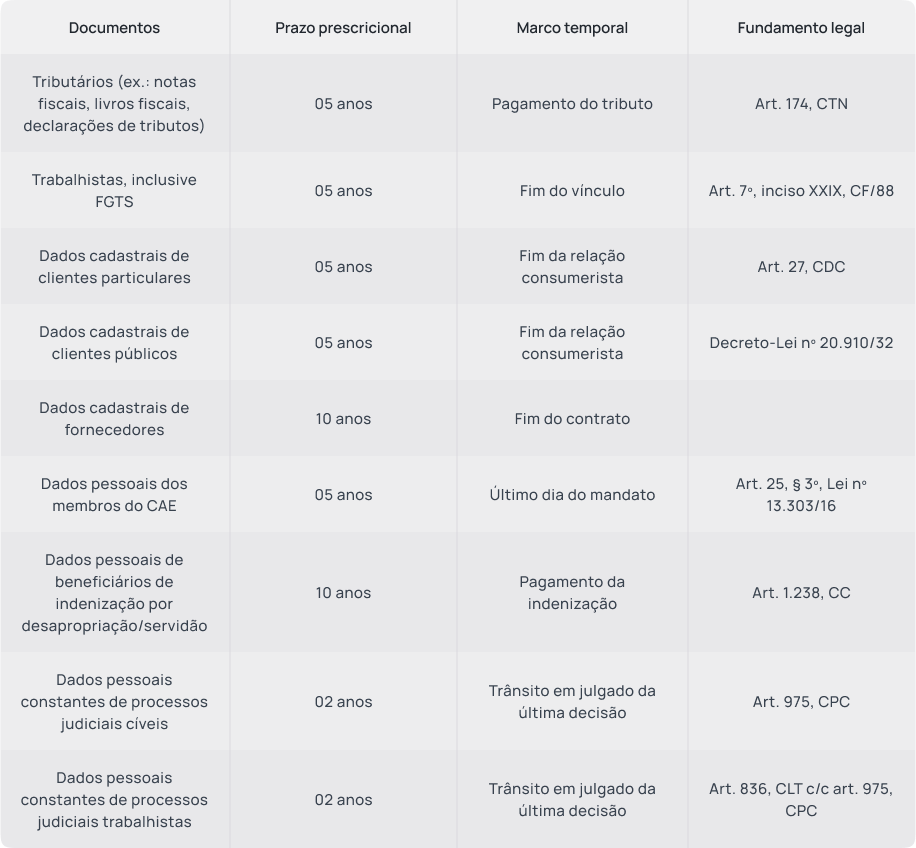 Documentos
Prazo prescricional
Marco temporal
Fundamento legal
Tributários (ex.: notas
fiscais, livros fiscais,
declarações de tributos)
05 anos
Pagamento do tributo
Art. 174, CTN
Trabalhistas, inclusive
FGTS
05 anos
Fim do vínculo
Art. 7º, inciso XXIX, CF/88
Dados cadastrais de
clientes particulares
05 anos
Fim da relação
consumerista
Art. 27, CDC
Dados cadastrais de
clientes públicos
05 anos
Fim da relação
consumerista
Decreto-Lei nº 20.910/32
Dados cadastrais de
fornecedores
10 anos
Fim do contrato
Dados pessoais dos
membros do CAE
05 anos
Último dia do mandato
Art. 25, § 3º, Lei nº
13.303/16
Dados pessoais de
beneficiários de
indenização por
desapropriação/servidão
10 anos
Pagamento da
indenização
Art. 1.238, CC
Dados pessoais
constantes de processos
judiciais cíveis
02 anos
Trânsito em julgado da
última decisão
Art. 975, CPC
Dados pessoais
constantes de processos
judiciais trabalhistas
02 anos
Trânsito em julgado da
última decisão
Art. 836, CLT c/c art. 975,
CPC